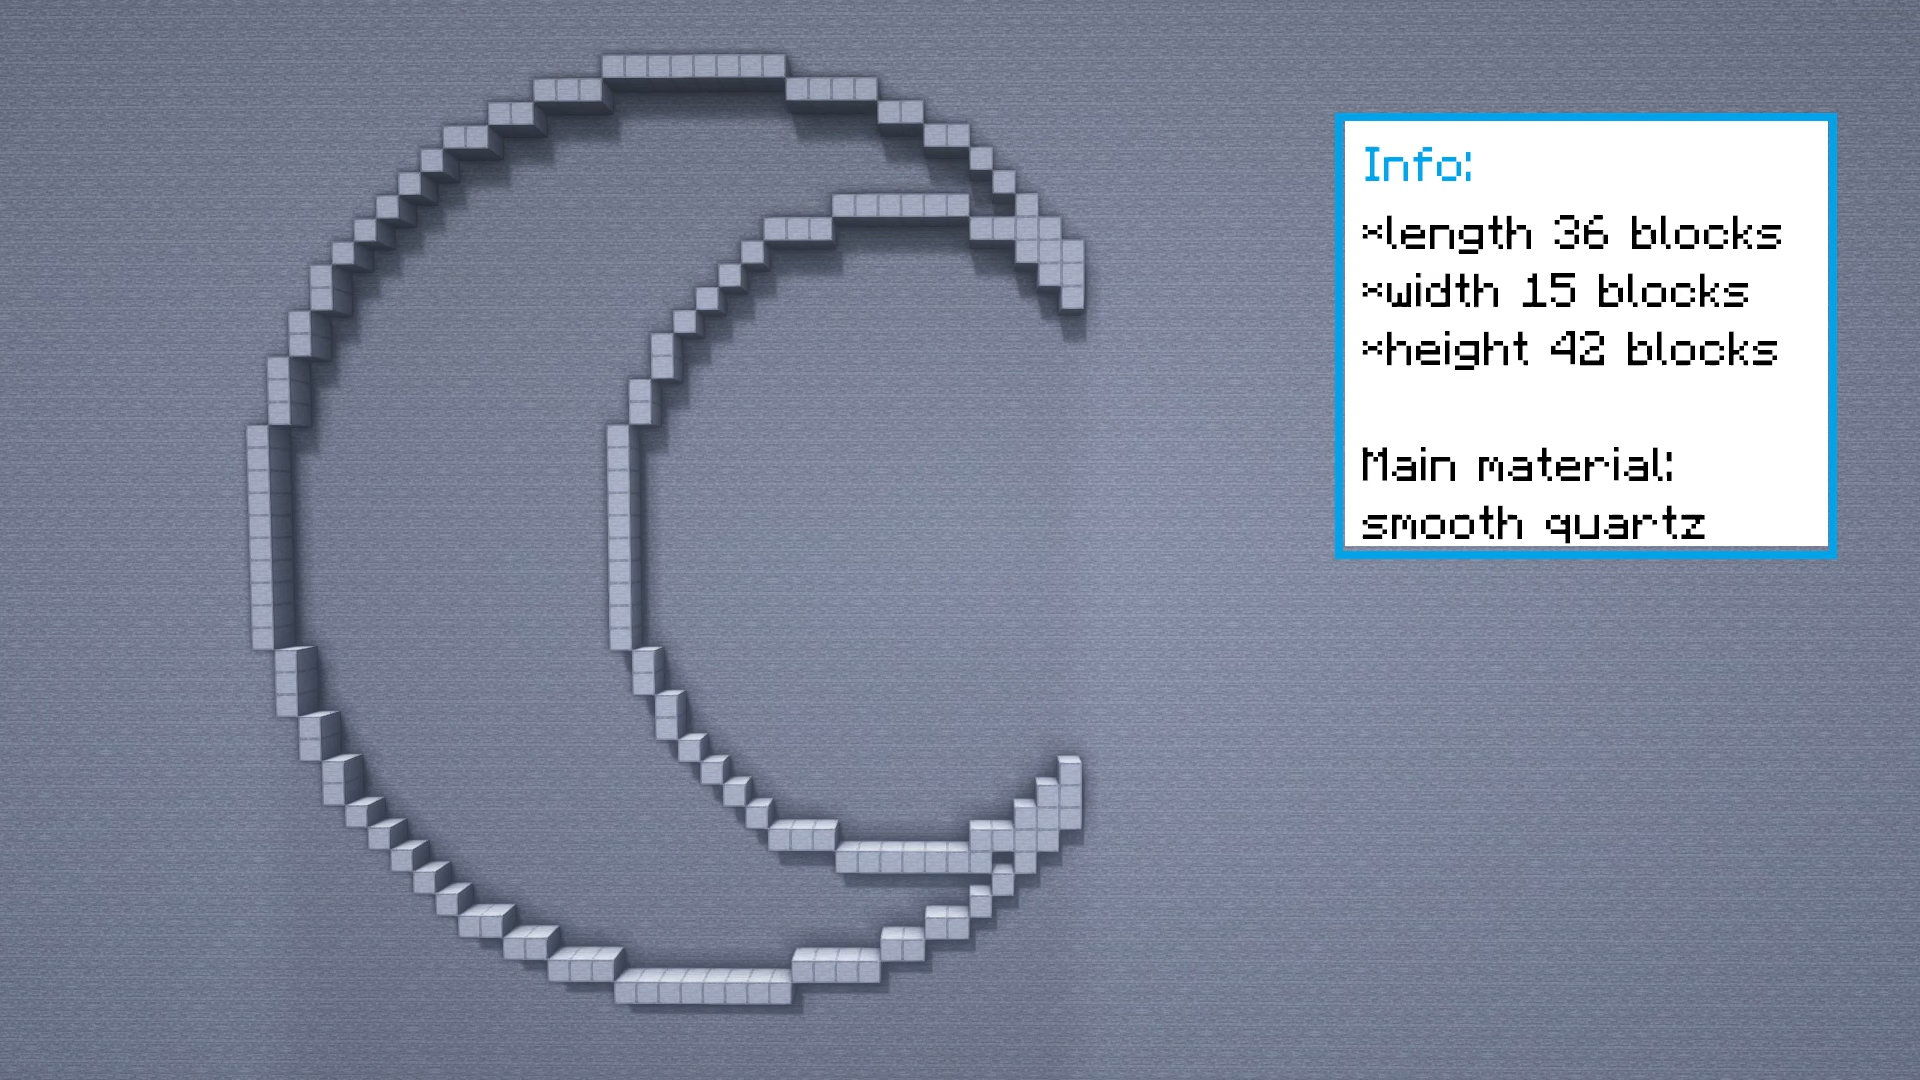 Info:
×length 36 blocks
×width 15 blocks
×height 42 blocks
Main material:
smooth quartz